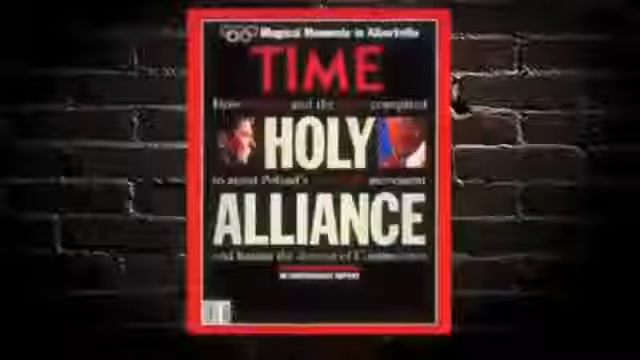 Magical Moments in Albertville
TIME
How and the conspired
HOLY
to assist Poland's movement
ALLIANCE
and hasten the demise of Communism